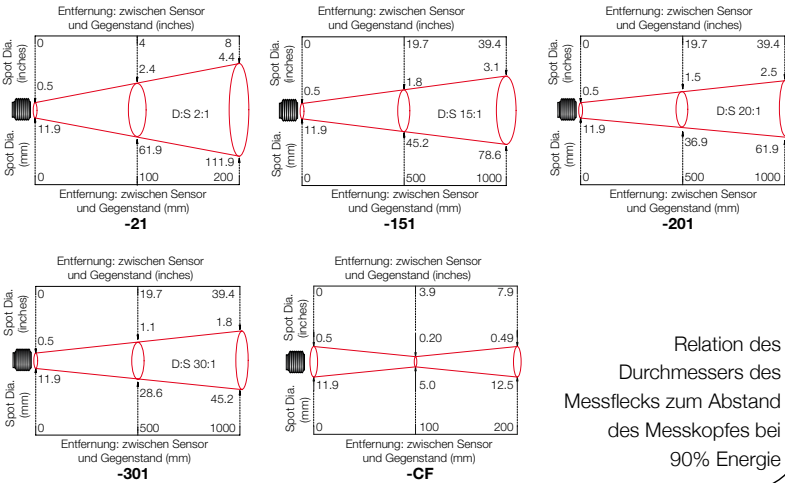 Entfernung: zwischen Sensor
und Gegenstand (inches)
Spot Dia.
(inches)
0 4 8
4.4
2.4
0.5
D:S 2:1
11.9
61.9
111.9
Spot Dia.
(mm)
0 100 200
Entfernung: zwischen Sensor
und Gegenstand (mm)
-21
Entfernung: zwischen Sensor
und Gegenstand (inches)
Spot Dia.
(inches)
0 19.7 39.4
3.1
1.8
0.5
D:S 15:1
11.9
45.2
78.6
Spot Dia.
(mm)
0 500 1000
Entfernung: zwischen Sensor
und Gegenstand (mm)
-151
Entfernung: zwischen Sensor
und Gegenstand (inches)
Spot Dia.
(inches)
0 19.7 39.4
2.5
1.5
0.5
D:S 20:1
11.9
36.9
61.9
Spot Dia.
(mm)
0 500 1000
Entfernung: zwischen Sensor
und Gegenstand (mm)
-201
Entfernung: zwischen Sensor
und Gegenstand (inches)
Spot Dia.
(inches)
0 19.7 39.4
1.8
1.1
0.5
D:S 30:1
11.9
28.6
45.2
Spot Dia.
(mm)
0 500 1000
Entfernung: zwischen Sensor
und Gegenstand (mm)
-301
Entfernung: zwischen Sensor
und Gegenstand (inches)
Spot Dia.
(inches)
0 3.9 7.9
0.5 0.20 0.49
11.9 5.0 12.5
Spot Dia.
(mm)
0 100 200
Entfernung: zwischen Sensor
und Gegenstand (mm)
-CF
Relation des
Durchmessers des
Messflecks zum Abstand
des Messkopfes bei
90% Energie